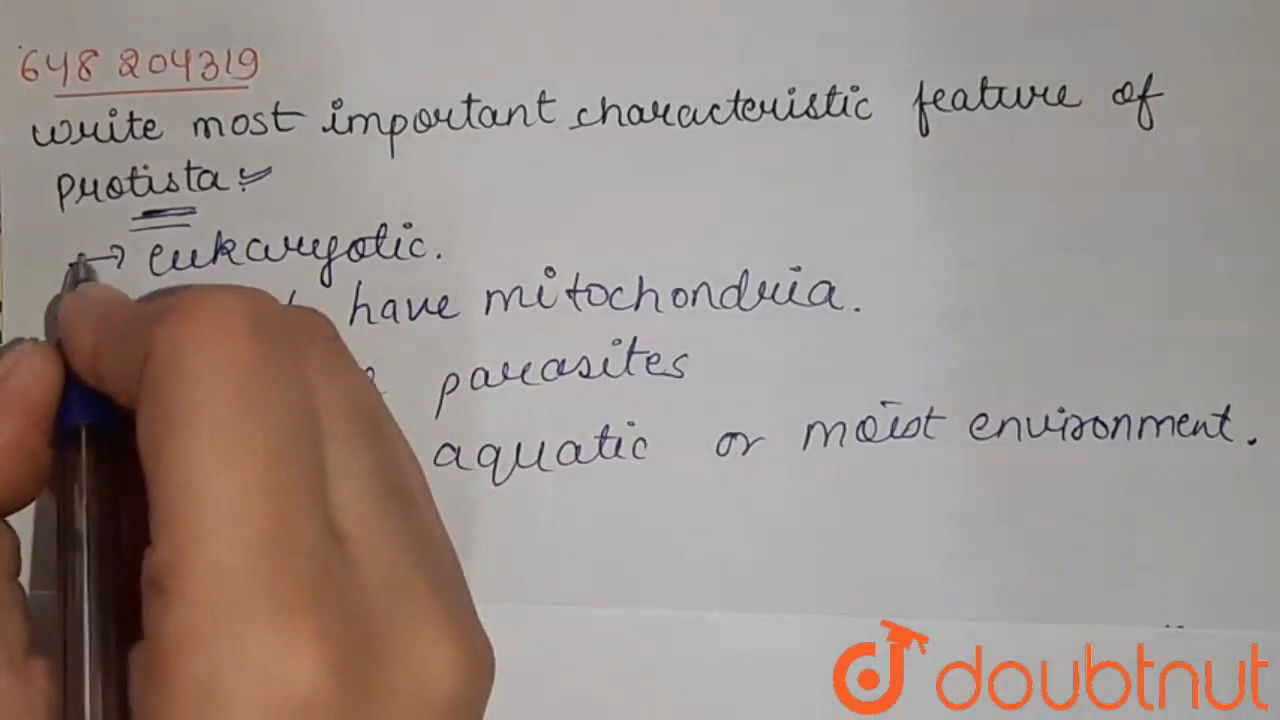 648 204319
write most important characteristic feature of
protista:
→ eukaryotic.
have mitochondria.
parasites
aquatic or moist environment.
doubtnut